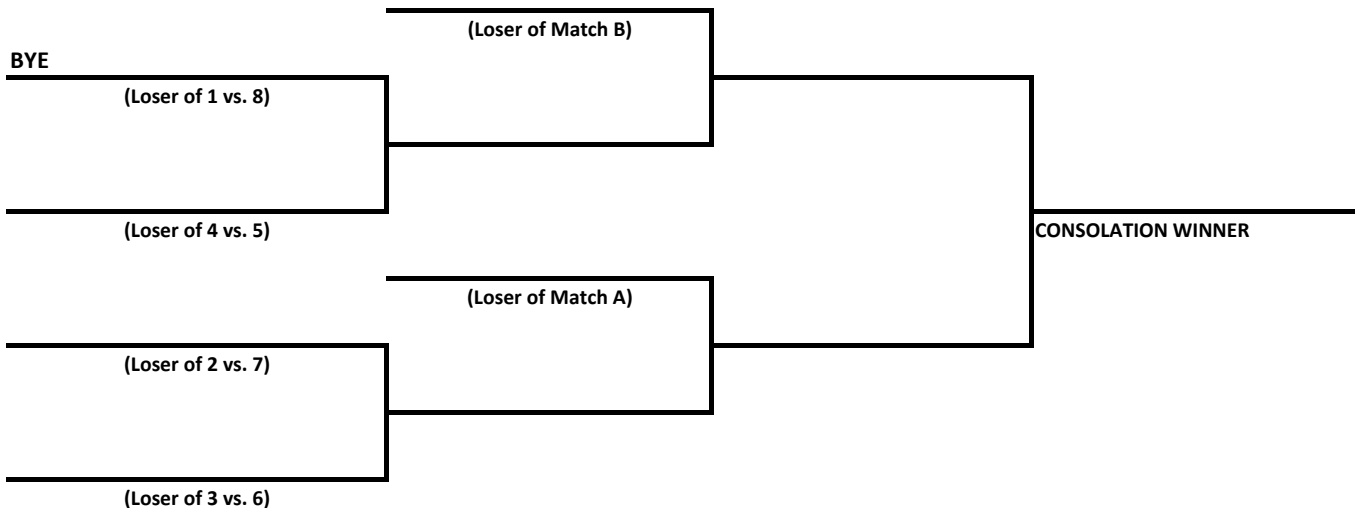 (Loser of Match B)
BYE
(Loser of 1 vs. 8)
(Loser of 4 vs. 5)
CONSOLATION WINNER
(Loser of Match A)
(Loser of 2 vs. 7)
(Loser of 3 vs. 6)